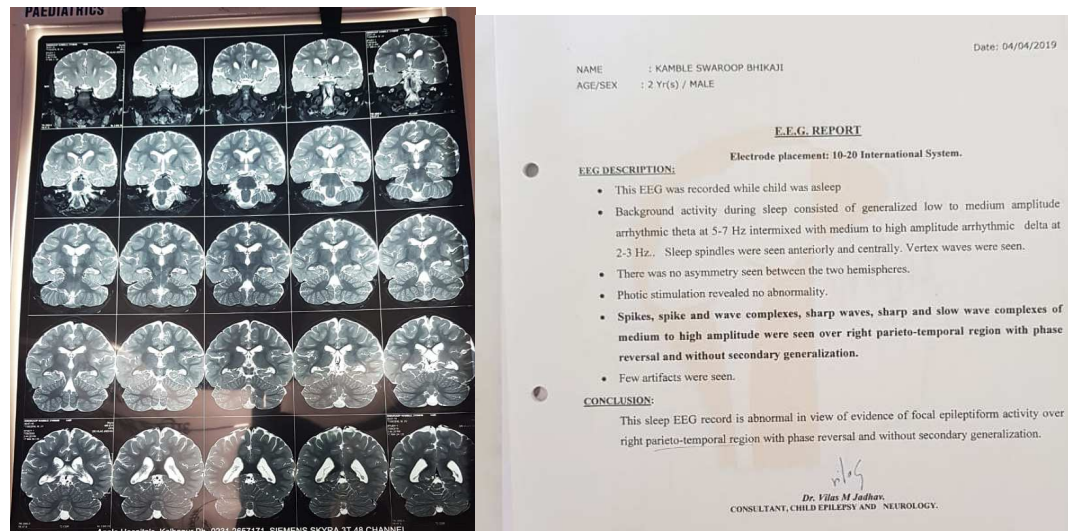 PAEDIATRICS
Apple Hospitals, Kolhapur Ph. 0231 2657171 SIEMENS SKYRA 3T 48 CHANNEL
Date: 04/04/2019
NAME : KAMBLE SWAROOP BHIKAJI
AGE/SEX : 2 Yr(s) / MALE
E.E.G. REPORT
Electrode placement: 10-20 International System.
EEG DESCRIPTION:
• This EEG was recorded while child was asleep
• Background activity during sleep consisted of generalized low to medium amplitude
arrhythmic theta at 5-7 Hz intermixed with medium to high amplitude arrhythmic delta at
2-3 Hz.. Sleep spindles were seen anteriorly and centrally. Vertex waves were seen.
• There was no asymmetry seen between the two hemispheres.
• Photic stimulation revealed no abnormality.
• Spikes, spike and wave complexes, sharp waves, sharp and slow wave complexes of
medium to high amplitude were seen over right parieto-temporal region with phase
reversal and without secondary generalization.
• Few artifacts were seen.
CONCLUSION:
This sleep EEG record is abnormal in view of evidence of focal epileptiform activity over
right parieto-temporal region with phase reversal and without secondary generalization.
Dr. Vilas M Jadhav.
CONSULTANT, CHILD EPILEPSY AND NEUROLOGY.